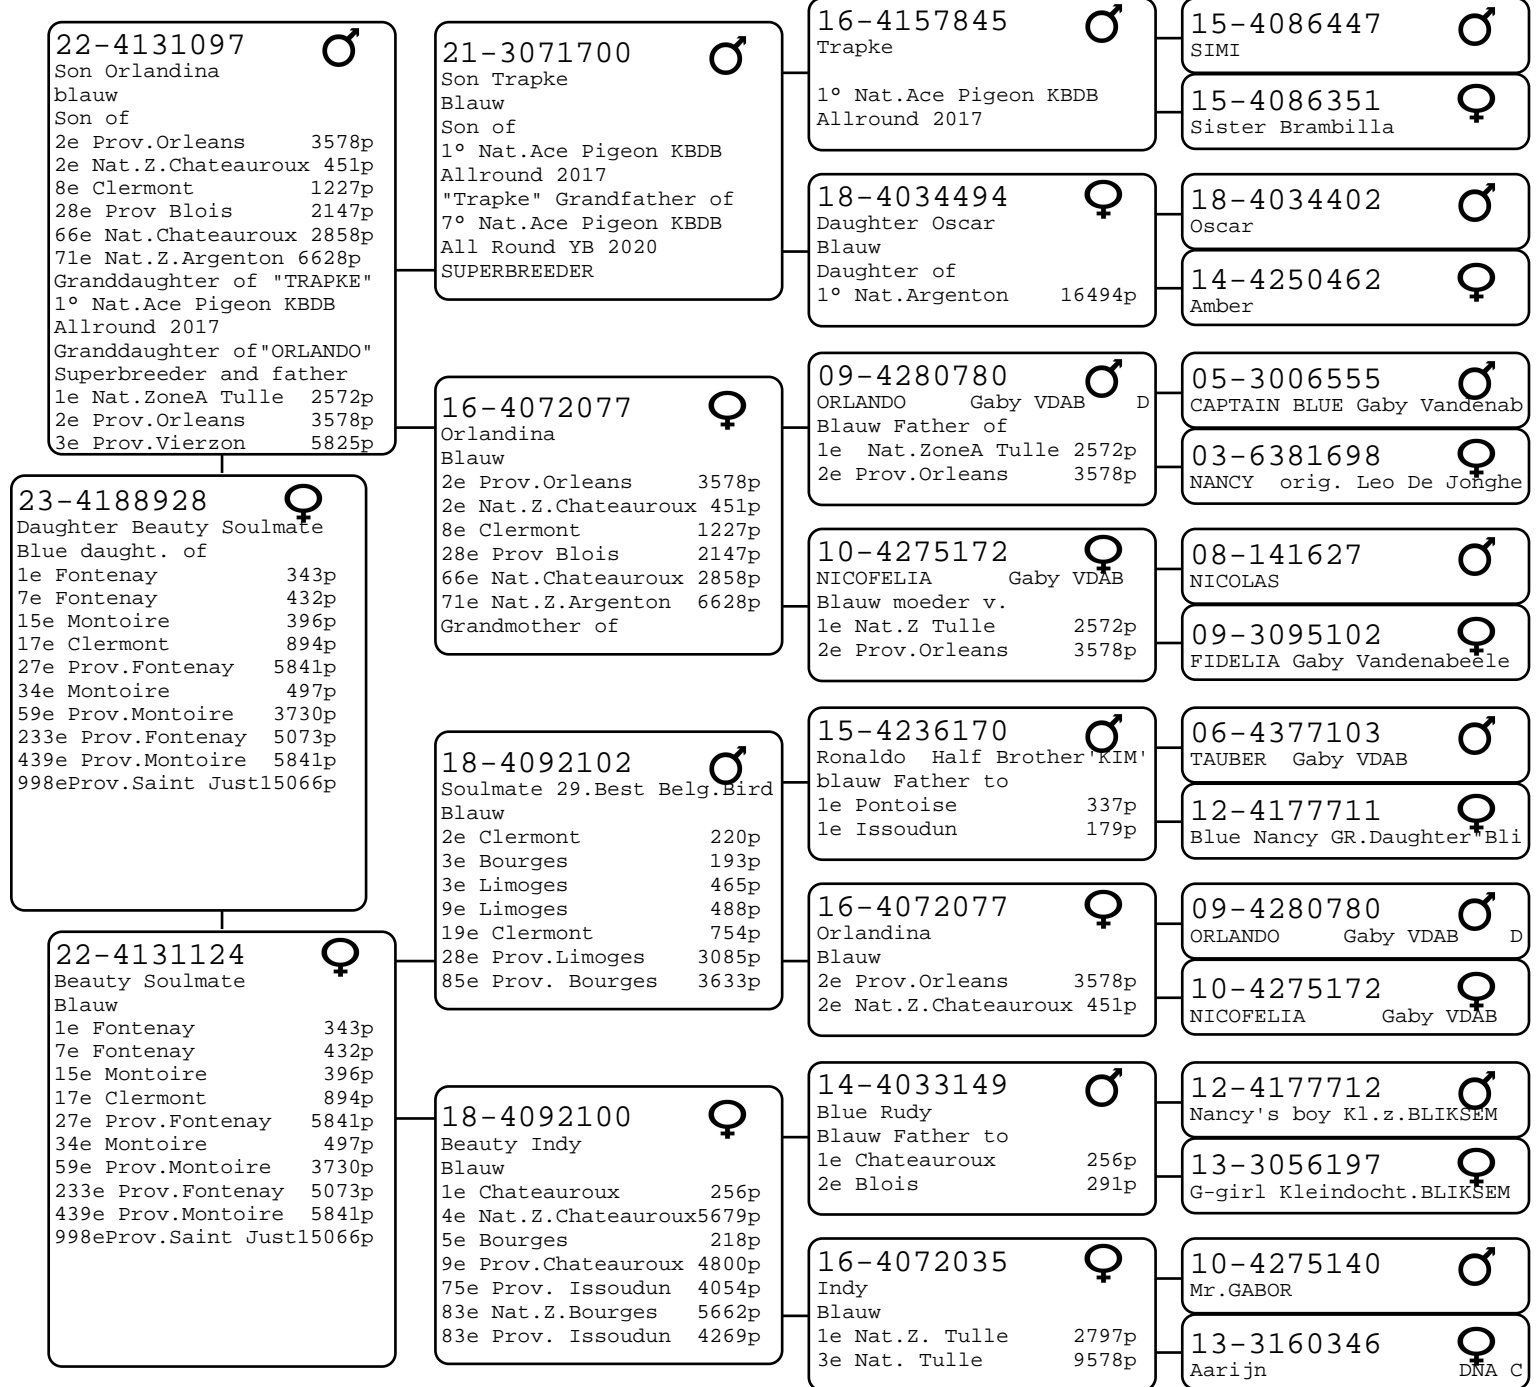 22-4131097
Son Orlandina
blauw
Son of
2e Prov.Orleans 3578p
2e Nat.Z.Chateauroux 451p
8e Clermont 1227p
28e Prov Blois 2147p
66e Nat.Chateauroux 2858p
71e Nat.Z.Argenton 6628p
Granddaughter of "TRAPKE"
1° Nat.Ace Pigeon KBDB
Allround 2017
Granddaughter of"ORLANDO"
Superbreeder and father
1e Nat.ZoneA Tulle 2572p
2e Prov.Orleans 3578p
3e Prov.Vierzon 5825p
23-4188928
Daughter Beauty Soulmate
Blue daught. of
1e Fontenay 343p
7e Fontenay 432p
15e Montoire 396p
17e Clermont 894p
27e Prov.Fontenay 5841p
34e Montoire 497p
59e Prov.Montoire 3730p
233e Prov.Fontenay 5073p
439e Prov.Montoire 5841p
998eProv.Saint Just15066p
22-4131124
Beauty Soulmate
Blauw
1e Fontenay 343p
7e Fontenay 432p
15e Montoire 396p
17e Clermont 894p
27e Prov.Fontenay 5841p
34e Montoire 497p
59e Prov.Montoire 3730p
233e Prov.Fontenay 5073p
439e Prov.Montoire 5841p
998eProv.Saint Just15066p
21-3071700
Son Trapke
Blauw
Son of
1° Nat.Ace Pigeon KBDB
Allround 2017
"Trapke" Grandfather of
7° Nat.Ace Pigeon KBDB
All Round YB 2020
SUPERBREEDER
16-4072077
Orlandina
Blauw
2e Prov.Orleans 3578p
2e Nat.Z.Chateauroux 451p
8e Clermont 1227p
28e Prov Blois 2147p
66e Nat.Chateauroux 2858p
71e Nat.Z.Argenton 6628p
Grandmother of
18-4092102
Soulmate 29.Best Belg.Bird
Blauw
2e Clermont 220p
3e Bourges 193p
3e Limoges 465p
9e Limoges 488p
19e Clermont 754p
28e Prov.Limoges 3085p
85e Prov. Bourges 3633p
18-4092100
Beauty Indy
Blauw
1e Chateauroux 256p
4e Nat.Z.Chateauroux5679p
5e Bourges 218p
9e Prov.Chateauroux 4800p
75e Prov. Issoudun 4054p
83e Nat.Z.Bourges 5662p
83e Prov. Issoudun 4269p
16-4157845
Trapke
1° Nat.Ace Pigeon KBDB
Allround 2017
18-4034494
Daughter Oscar
Blauw
Daughter of
1° Nat.Argenton 16494p
09-4280780
ORLANDO Gaby VDAB D
Blauw Father of
1e Nat.ZoneA Tulle 2572p
2e Prov.Orleans 3578p
10-4275172
NICOFELIA Gaby VDAB
Blauw moeder v.
1e Nat.Z Tulle 2572p
2e Prov.Orleans 3578p
15-4236170
Ronaldo Half Brother'KIM'
blauw Father to
1e Pontoise 337p
1e Issoudun 179p
16-4072077
Orlandina
Blauw
2e Prov.Orleans 3578p
2e Nat.Z.Chateauroux 451p
14-4033149
Blue Rudy
Blauw Father to
1e Chateauroux 256p
2e Blois 291p
16-4072035
Indy
Blauw
1e Nat.Z. Tulle 2797p
3e Nat. Tulle 9578p
15-4086447
SIMI
15-4086351
Sister Brambilla
18-4034402
Oscar
14-4250462
Amber
05-3006555
CAPTAIN BLUE Gaby Vandenab
03-6381698
NANCY orig. Leo De Jonghe
08-141627
NICOLAS
09-3095102
FIDELIA Gaby Vandenabeele
06-4377103
TAUBER Gaby VDAB
12-4177711
Blue Nancy GR.Daughter"Bli
09-4280780
ORLANDO Gaby VDAB D
10-4275172
NICOFELIA Gaby VDAB
12-4177712
Nancy's boy Kl.z.BLIKSEM
13-3056197
G-girl Kleindocht.BLIKSEM
10-4275140
Mr.GABOR
13-3160346
Aarijn DNA C